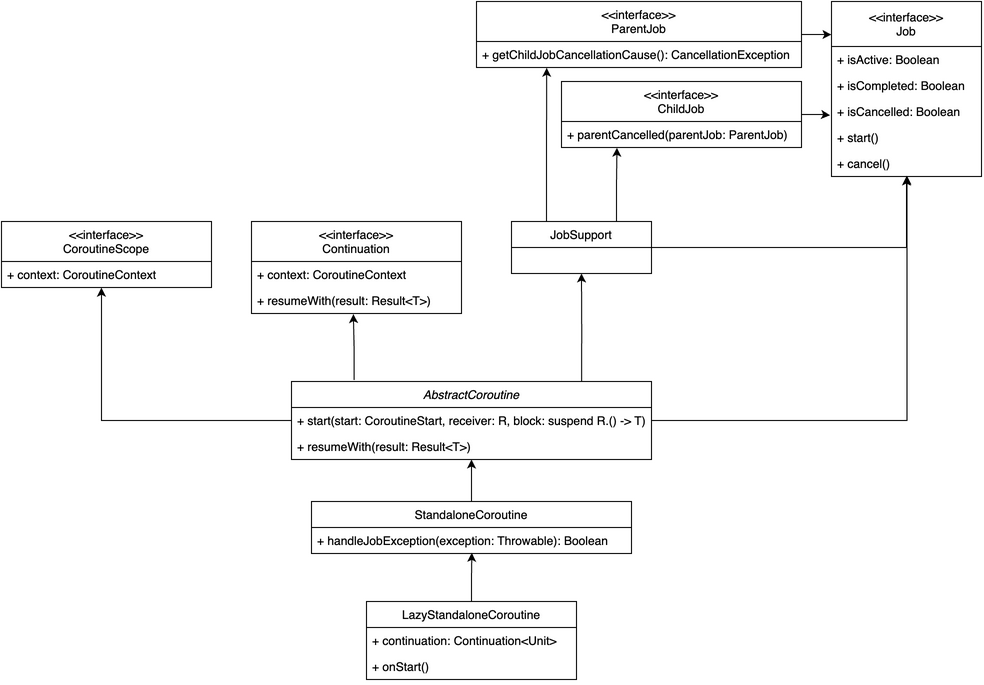 <<interface>>
ParentJob
+ getChildJobCancellationCause(): CancellationException
<<interface>>
Job
+ isActive: Boolean
+ isCompleted: Boolean
+ isCancelled: Boolean
+ start()
+ cancel()
<<interface>>
ChildJob
+ parentCancelled(parentJob: ParentJob)
<<interface>>
CoroutineScope
+ context: CoroutineContext
<<interface>>
Continuation
+ context: CoroutineContext
+ resumeWith(result: Result<T>)
JobSupport
AbstractCoroutine
+ start(start: CoroutineStart, receiver: R, block: suspend R.() -> T)
+ resumeWith(result: Result<T>)
StandaloneCoroutine
+ handleJobException(exception: Throwable): Boolean
LazyStandaloneCoroutine
+ continuation: Continuation<Unit>
+ onStart()